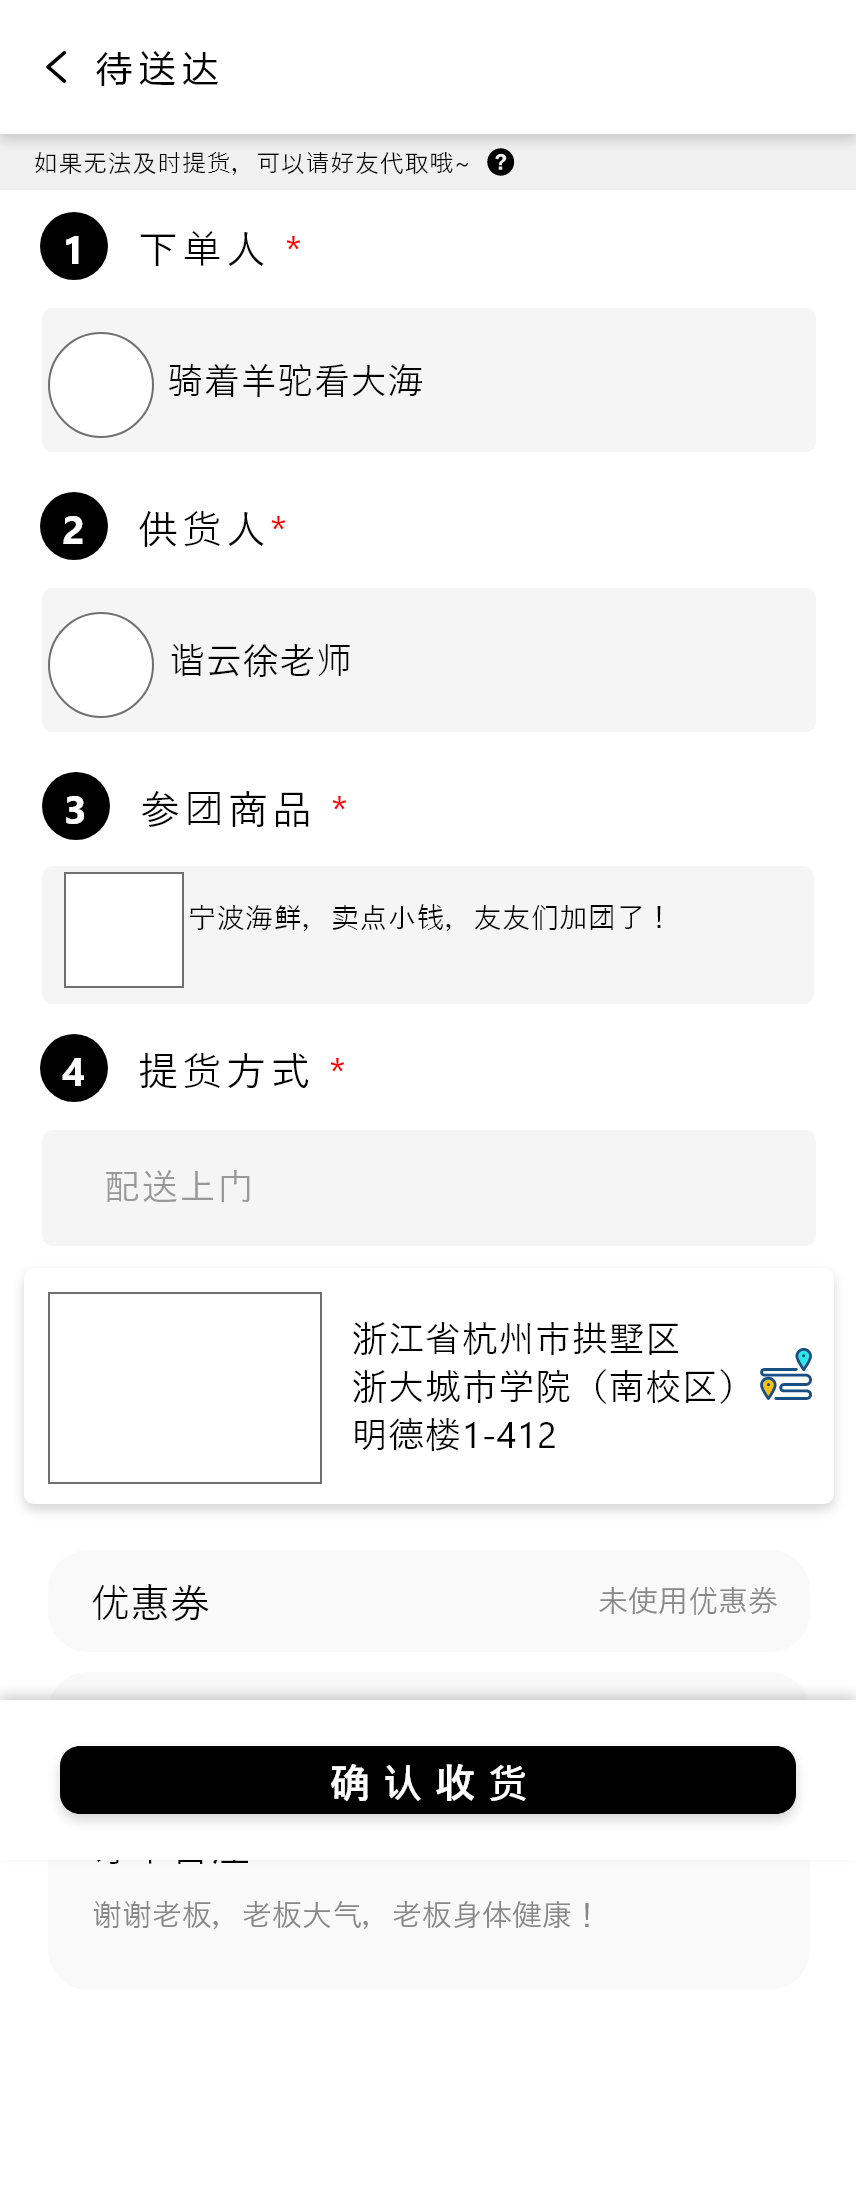 待送达
如果无法及时提货，可以请好友代取哦~ ?
1 下单人 *
骑着羊驼看大海
2 供货人*
谐云徐老师
3 参团商品 *
宁波海鲜，卖点小钱，友友们加团了！
4 提货方式 *
配送上门
浙江省杭州市拱墅区
浙大城市学院（南校区）
明德楼1-412
优惠券 未使用优惠券
确认收货
谢谢老板，老板大气，老板身体健康！